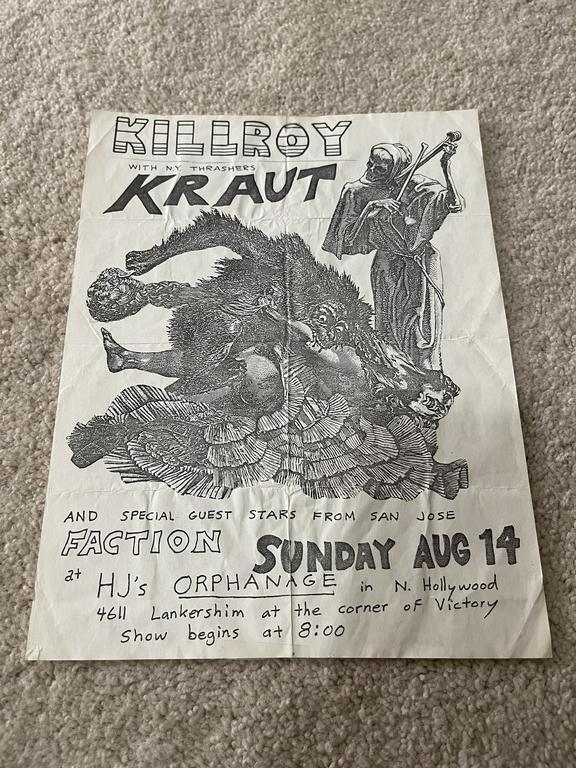 KILLROY
WITH N.Y. THRASHERS
KRAUT
AND SPECIAL GUEST STARS FROM SAN JOSE
FACTION SUNDAY AUG 14
at HJ's ORPHANAGE in N. Hollywood
4611 Lankershim at the corner of Victory
Show begins at 8:00